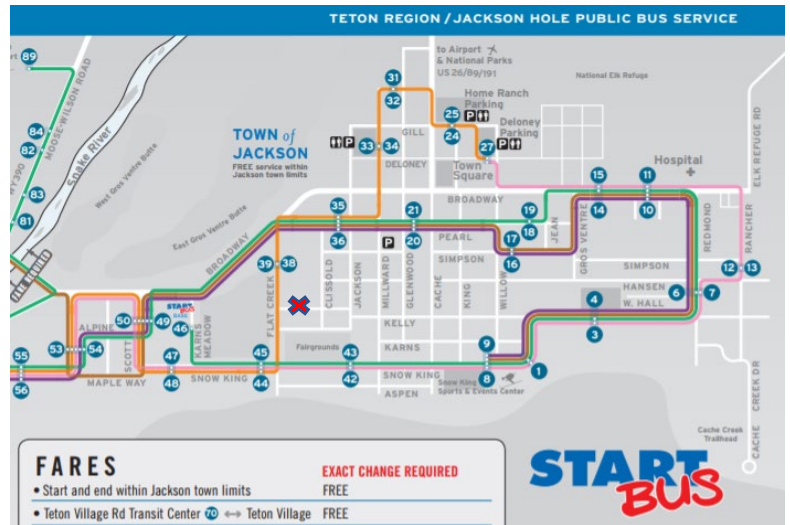 TETON REGION / JACKSON HOLE PUBLIC BUS SERVICE
to Airport
& National Parks
US 26/89/191
National Elk Refuge
89
MOOSE-WILSON ROAD
84
82
83
81
Snake River
West Gros Ventre Butte
TOWN of
JACKSON
FREE service within
Jackson town limits
31
32
Home Ranch
Parking
25
24
P
Deloney
Parking
27
P
GILL
P
33
34
DELONEY
Town
Square
Hospital
ELK REFUGE RD
BROADWAY
15
14
11
10
East Gros Ventre Butte
BROADWAY
35
36
21
20
19
18
PEARL
P
17
16
JEAN
GROS VENTRE
REDMOND
RANCHER
39
38
FLAT CREEK
CLISSOLD
JACKSON
MILLWARD
GLENWOOD
CACHE
KING
WILLOW
SIMPSON
SIMPSON
12
13
HANSEN
W. HALL
6
7
4
3
START
46
KARNS
MEADOW
50
49
ALPINE
SCOTT
53
54
55
56
MAPLE WAY
47
48
SNOW KING
45
44
KELLY
Fairgrounds
KARNS
43
42
SNOW KING
ASPEN
9
8
1
Snow King
Sports & Events Center
Cache Creek
Trailhead
CACHE CREEK DR
FARES
EXACT CHANGE REQUIRED
• Start and end within Jackson town limits FREE
• Teton Village Rd Transit Center 70 ↔ Teton Village FREE
START
BUS